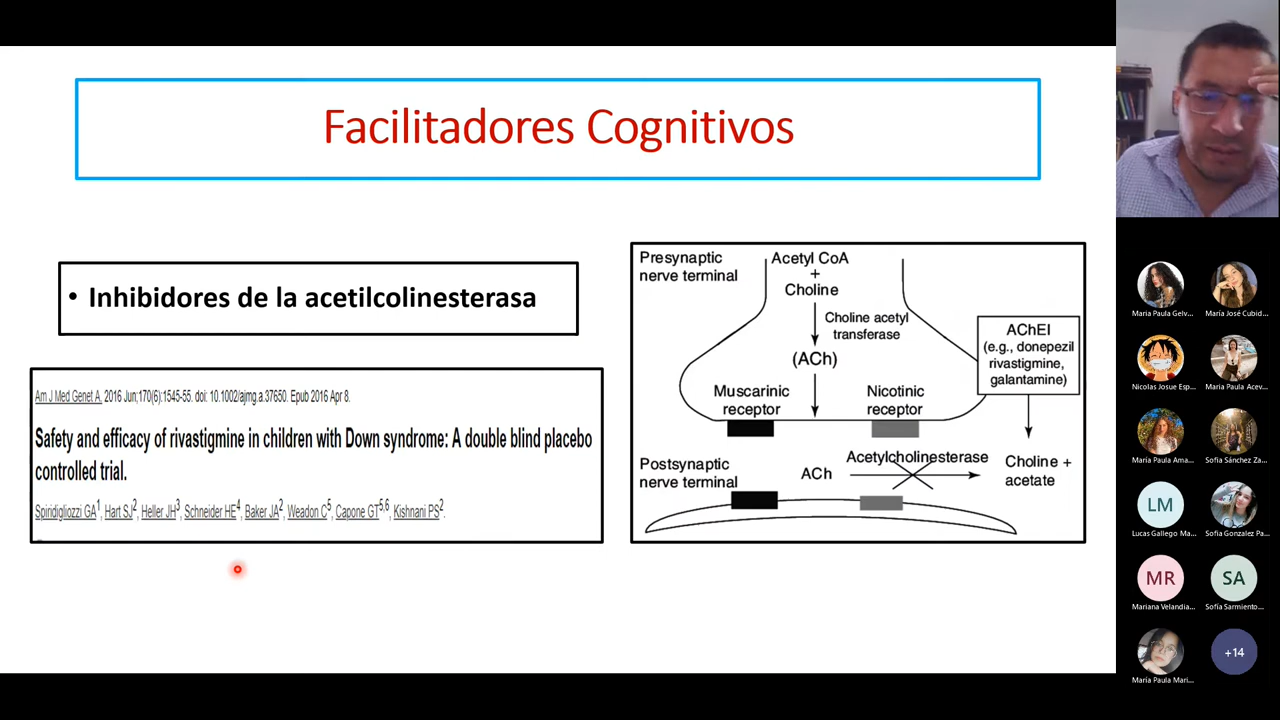 Facilitadores Cognitivos
• Inhibidores de la acetilcolinesterasa
Am J Med Genet A. 2016 Jun;170(6):1545-55. doi: 10.1002/ajmg.a.37650. Epub 2016 Apr 8.
Safety and efficacy of rivastigmine in children with Down syndrome: A double blind placebo
controlled trial.
Spiridigliozzi GA1, Hart SJ2, Heller JH3, Schneider HE4, Baker JA2, Weadon C5, Capone GT5,6, Kishnani PS2.
Presynaptic
nerve terminal
Acetyl CoA
+
Choline
Choline acetyl
transferase
(ACh)
AChEI
(e.g., donepezil
rivastigmine,
galantamine)
Muscarinic
receptor
Nicotinic
receptor
Postsynaptic
nerve terminal
ACh
Acetylcholinesterase
Choline +
acetate
Maria Paula Gelv...
María José Cubid...
Nicolas Josue Esp...
Maria Paula Acev...
María Paula Ama...
Sofia Sánchez Za...
LM
Lucas Gallego Ma...
Sofia Gonzalez Pa...
MR
Mariana Velandia...
SA
Sofía Sarmiento...
María Paula Mari...
+14